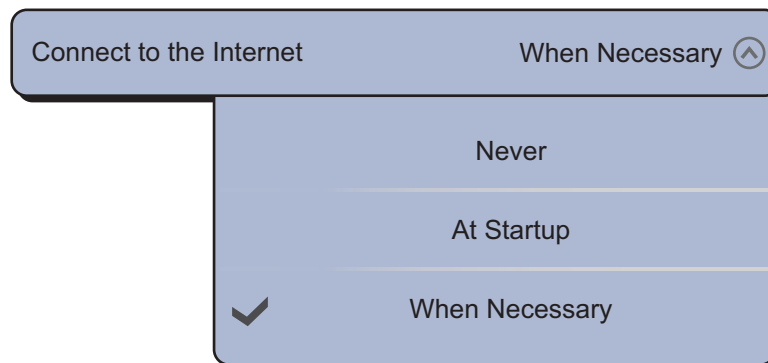 Connect to the Internet When Necessary
Never
At Startup
When Necessary